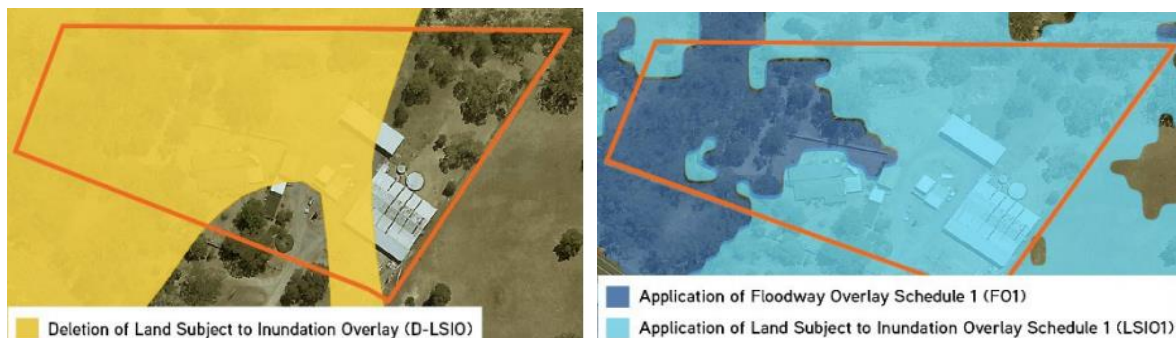 Deletion of Land Subject to Inundation Overlay (D-LSIO)
Application of Floodway Overlay Schedule 1 (FO1)
Application of Land Subject to Inundation Overlay Schedule 1 (LSIO1)